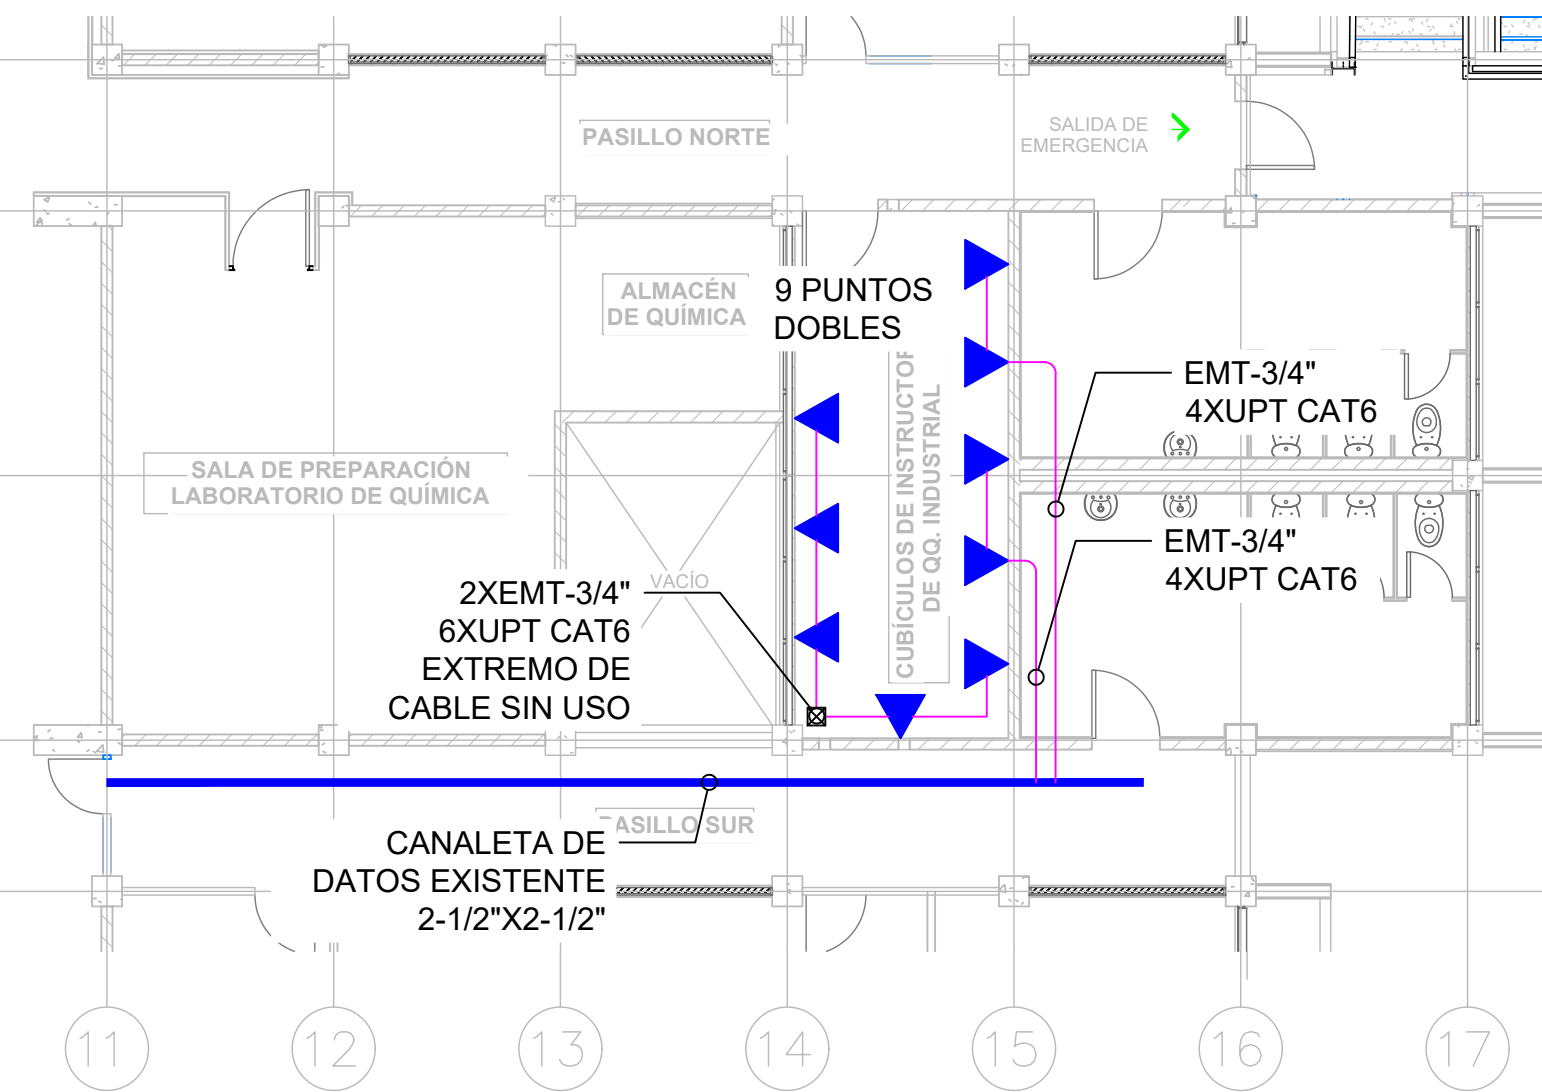 PASILLO NORTE
SALIDA DE
EMERGENCIA
ALMACÉN
DE QUÍMICA
9 PUNTOS
DOBLES
EMT-3/4"
4XUPT CAT6
SALA DE PREPARACIÓN
LABORATORIO DE QUÍMICA
CUBÍCULOS DE INSTRUCTOR
DE QQ. INDUSTRIAL
EMT-3/4"
4XUPT CAT6
VACÍO
2XEMT-3/4"
6XUPT CAT6
EXTREMO DE
CABLE SIN USO
PASILLO SUR
CANALETA DE
DATOS EXISTENTE
2-1/2"X2-1/2"
11
12
13
14
15
16
17